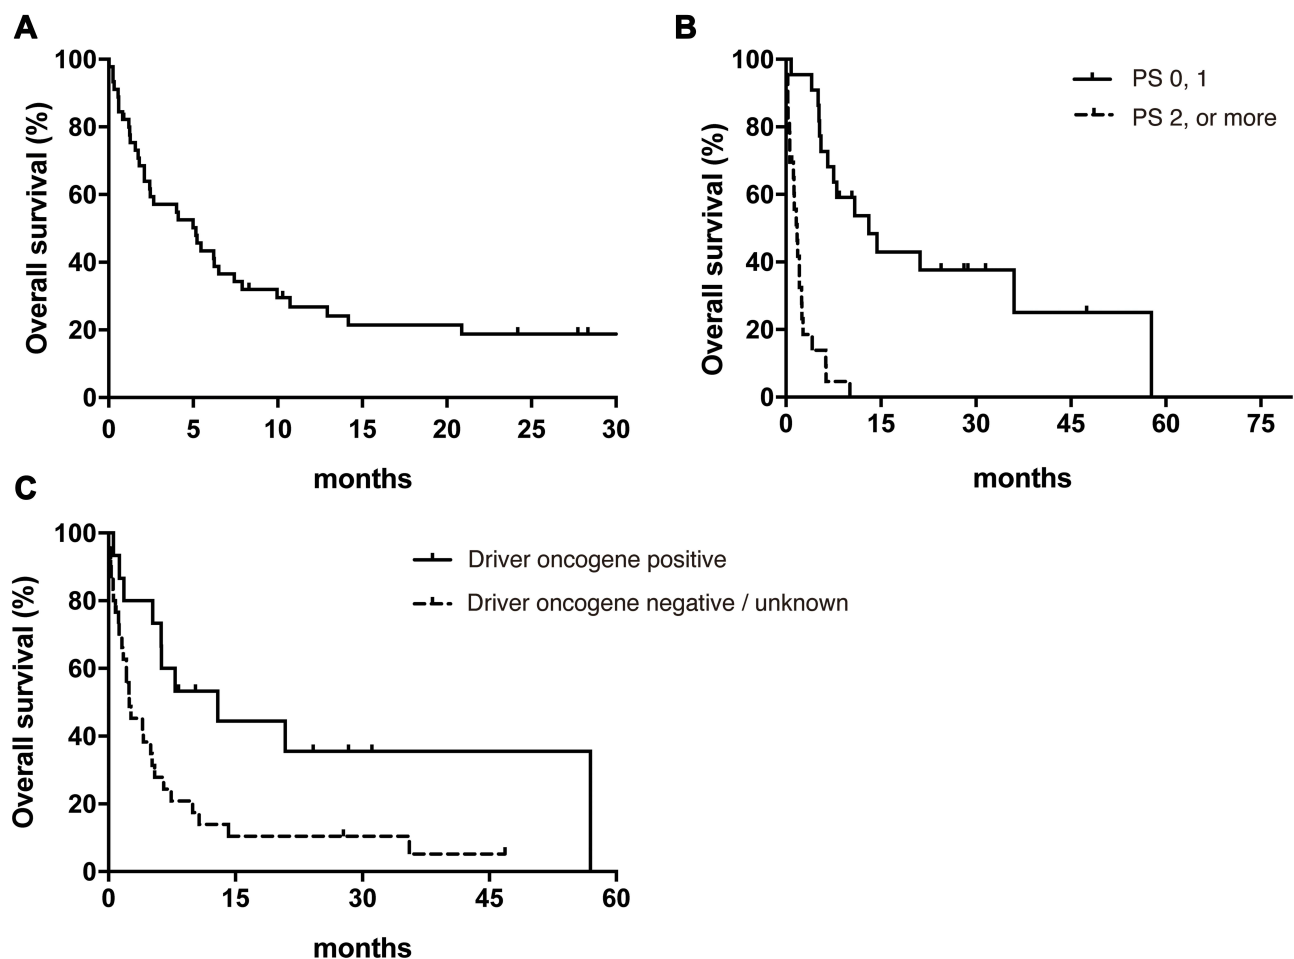 A
Overall survival (%)
100
80
60
40
20
0
0 5 10 15 20 25 30
months
B
Overall survival (%)
100
80
60
40
20
0
0 15 30 45 60 75
months
PS 0, 1
PS 2, or more
C
Overall survival (%)
100
80
60
40
20
0
0 15 30 45 60
months
Driver oncogene positive
Driver oncogene negative / unknown